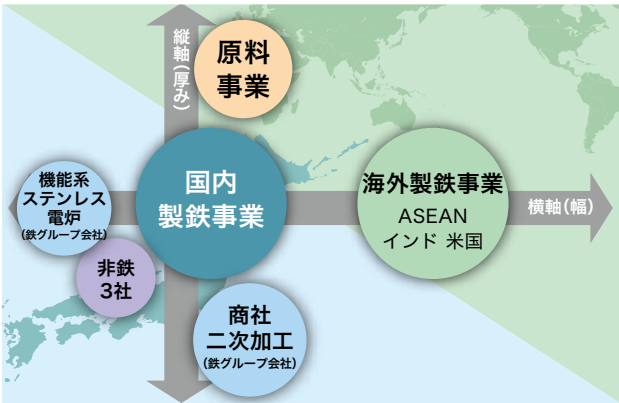 縦軸(厚み)
原料
事業
機能系
ステンレス
電炉
(鉄グループ会社)
国内
製鉄事業
海外製鉄事業
ASEAN
インド 米国
横軸(幅)
非鉄
3社
商社
二次加工
(鉄グループ会社)